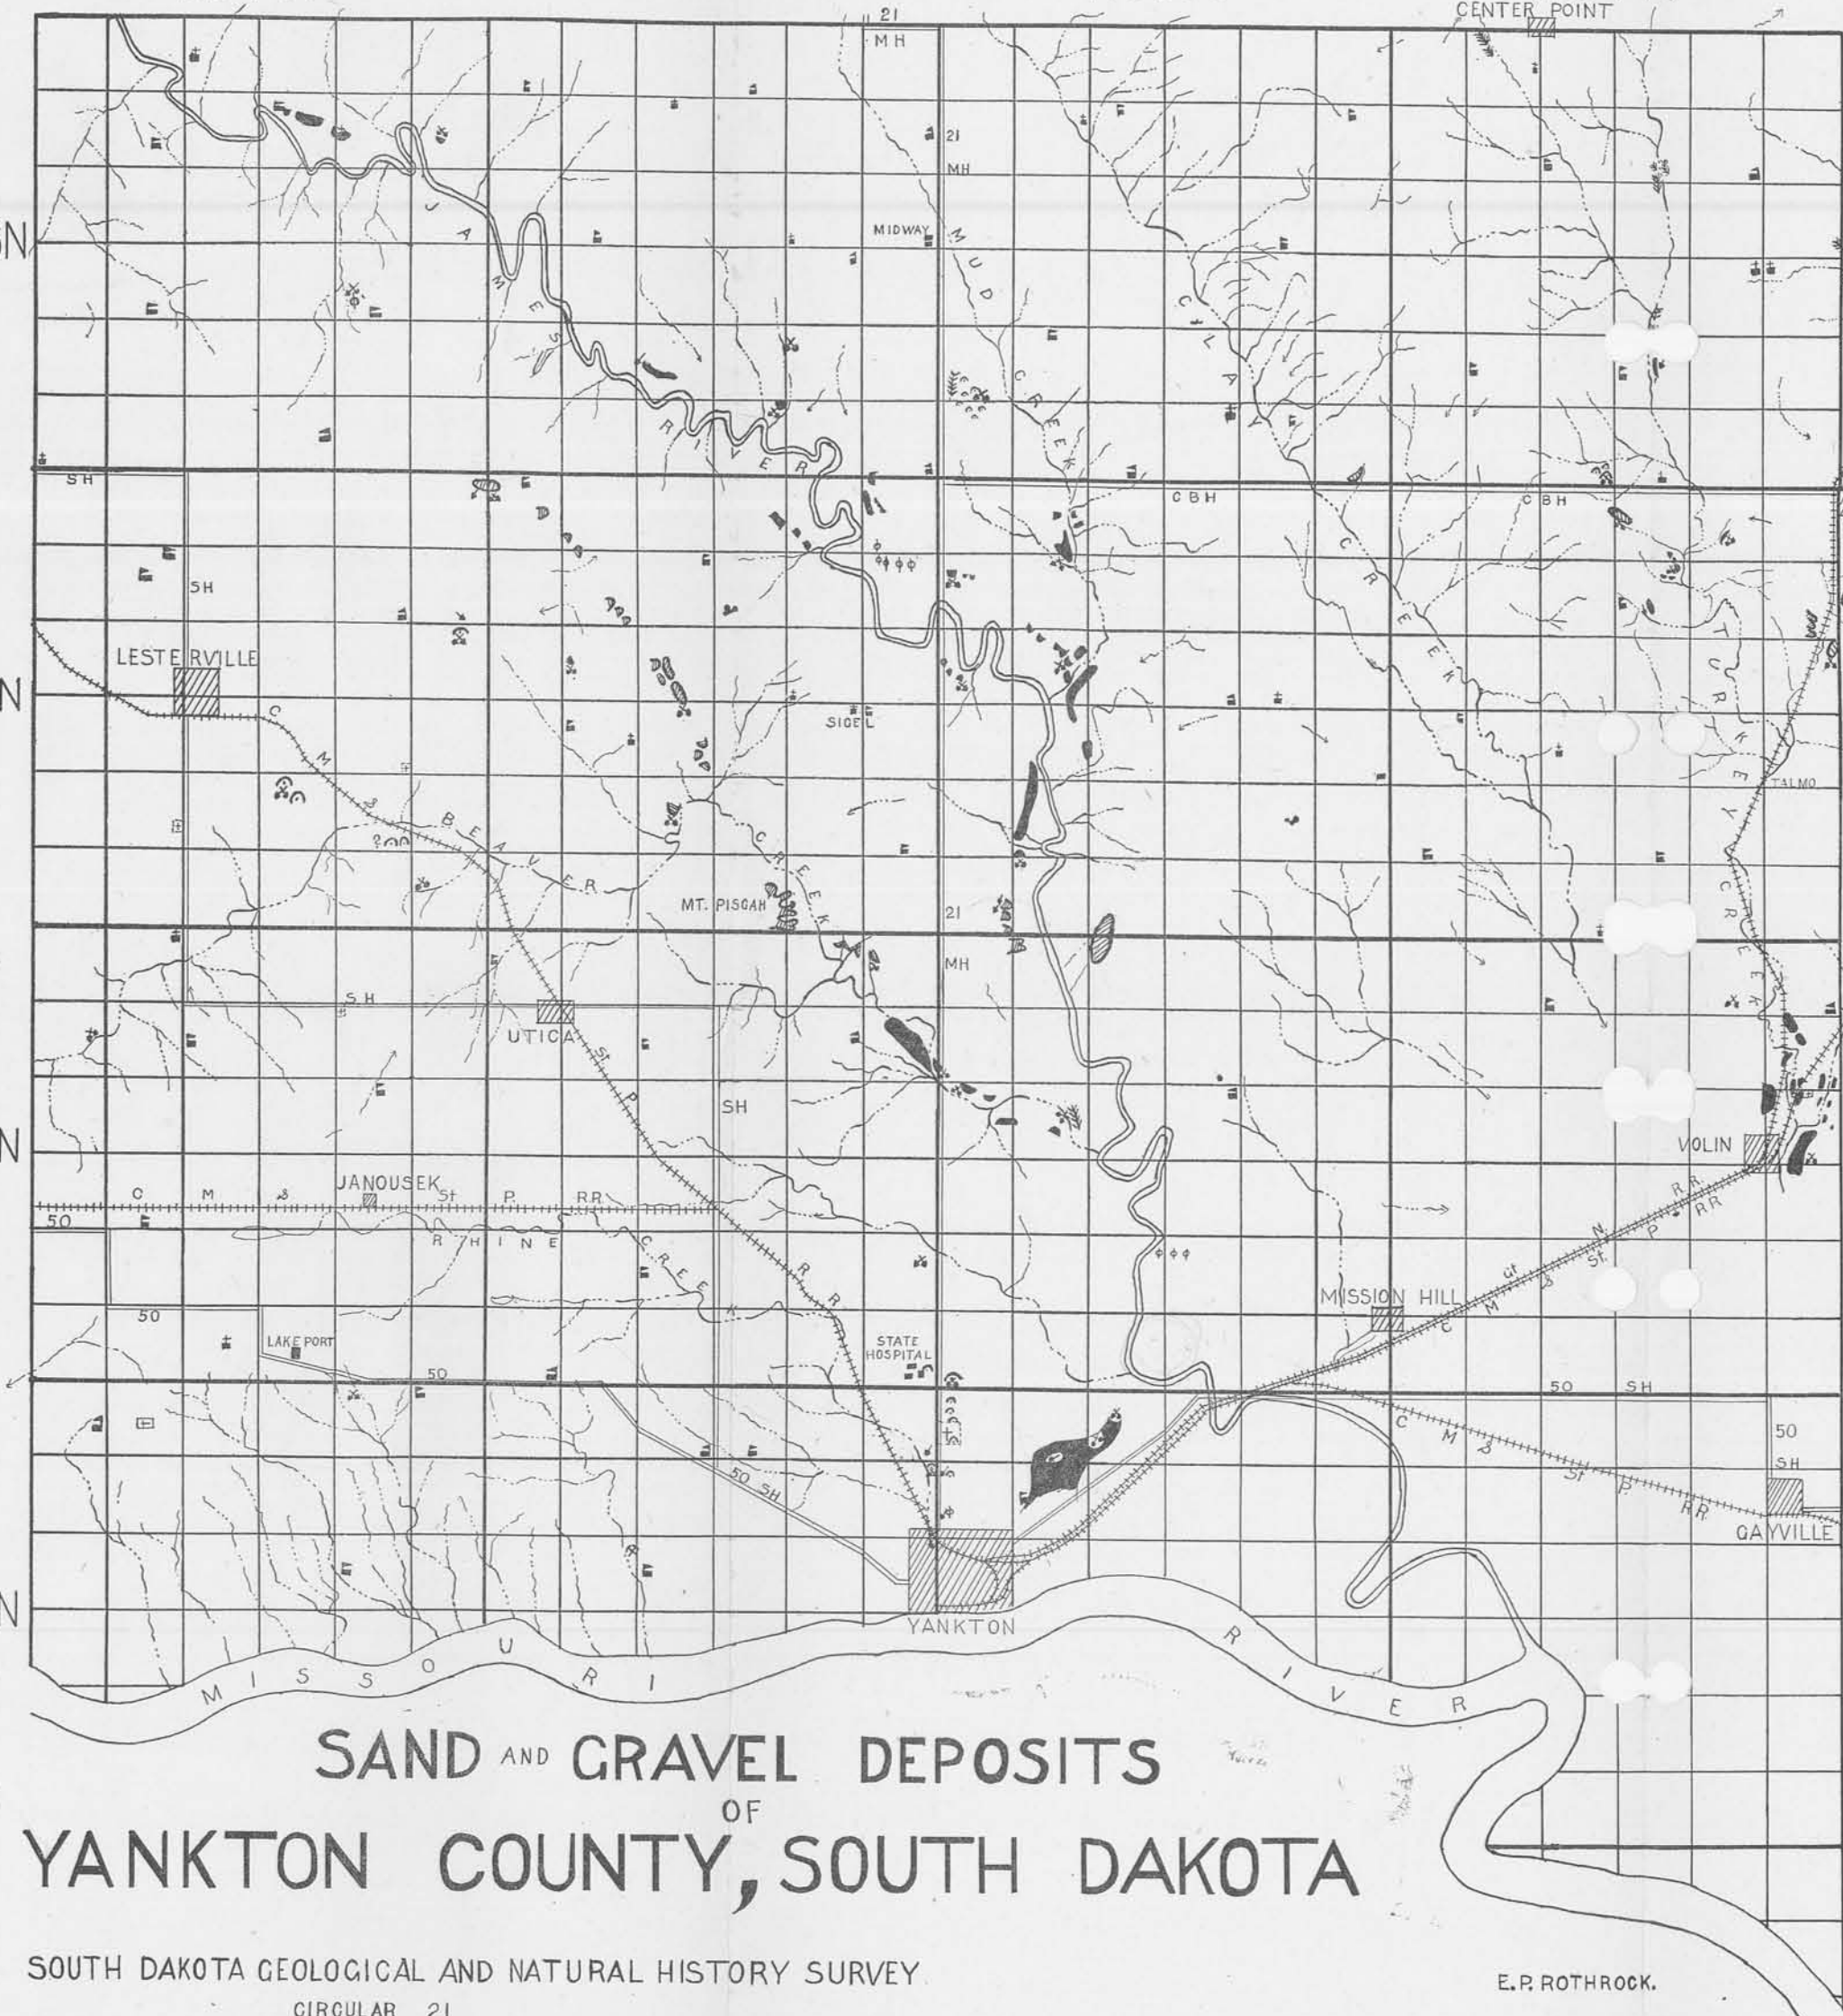 21
MH
CENTER POINT
21
MH
N
MIDWAY
JAMES RIVER
MUD CREEK
CLAY CREEK
SH
CBH
CBH
SH
LESTERVILLE
N
SIGEL
TURKEY CREEK
TALMO
C M & St P R R
BEAVER CREEK
MT. PISGAH
21
MH
SH
UTICA
SH
N
VOLIN
JANOUSEK
C M & St P. R.R.
50
RHINE CREEK
Gt N R.R.
C M & St. P RR
MISSION HILL
50
LAKE PORT
STATE
HOSPITAL
50
50 SH
50
SH
C M & St P RR
50 SH
GAYVILLE
N
YANKTON
MISSOURI RIVER
SAND AND GRAVEL DEPOSITS
OF
YANKTON COUNTY, SOUTH DAKOTA
SOUTH DAKOTA GEOLOGICAL AND NATURAL HISTORY SURVEY
E.P. ROTHROCK.
CIRCULAR 21